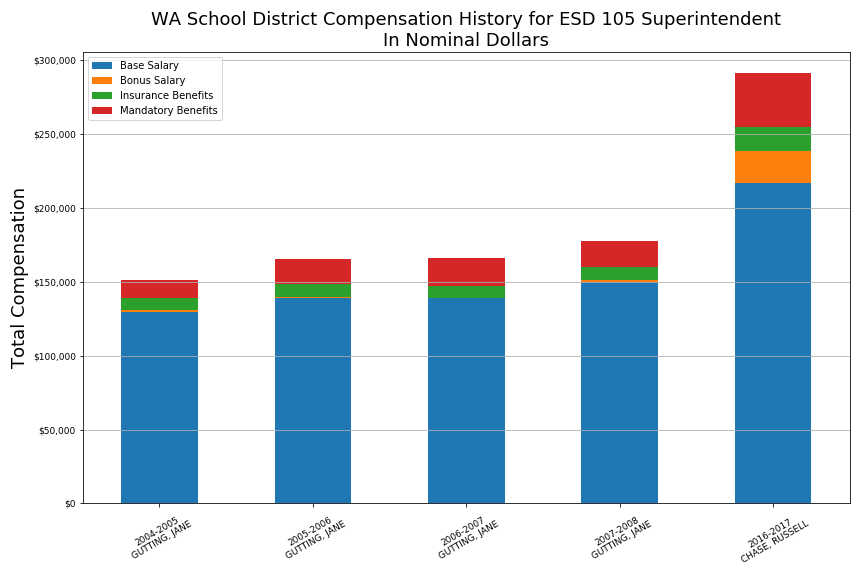 WA School District Compensation History for ESD 105 Superintendent
In Nominal Dollars
Base Salary
Bonus Salary
Insurance Benefits
Mandatory Benefits
Total Compensation
$300,000
$250,000
$200,000
$150,000
$100,000
$50,000
$0
2004-2005
GUTTING, JANE
2005-2006
GUTTING, JANE
2006-2007
GUTTING, JANE
2007-2008
GUTTING, JANE
2016-2017
CHASE, RUSSELL